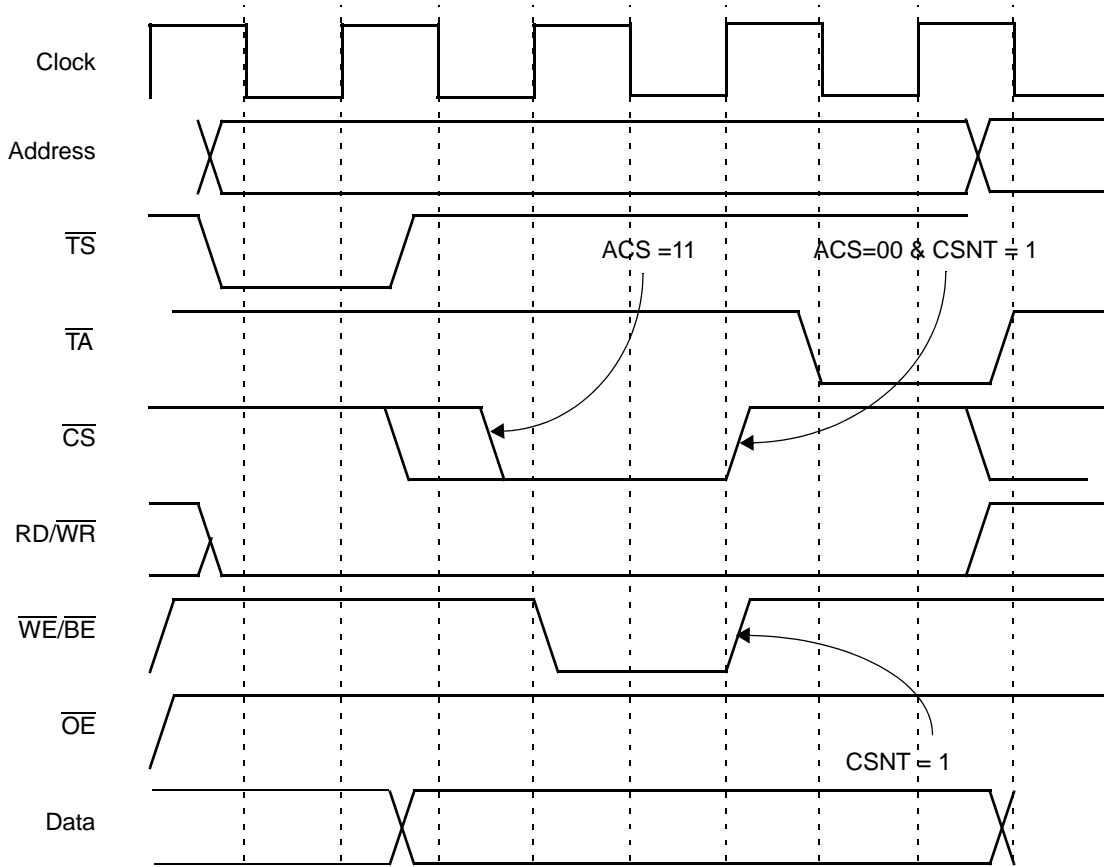 Clock
Address
TS
ACS =11
ACS=00 & CSNT = 1
TA
CS
RD/WR
WE/BE
OE
CSNT = 1
Data